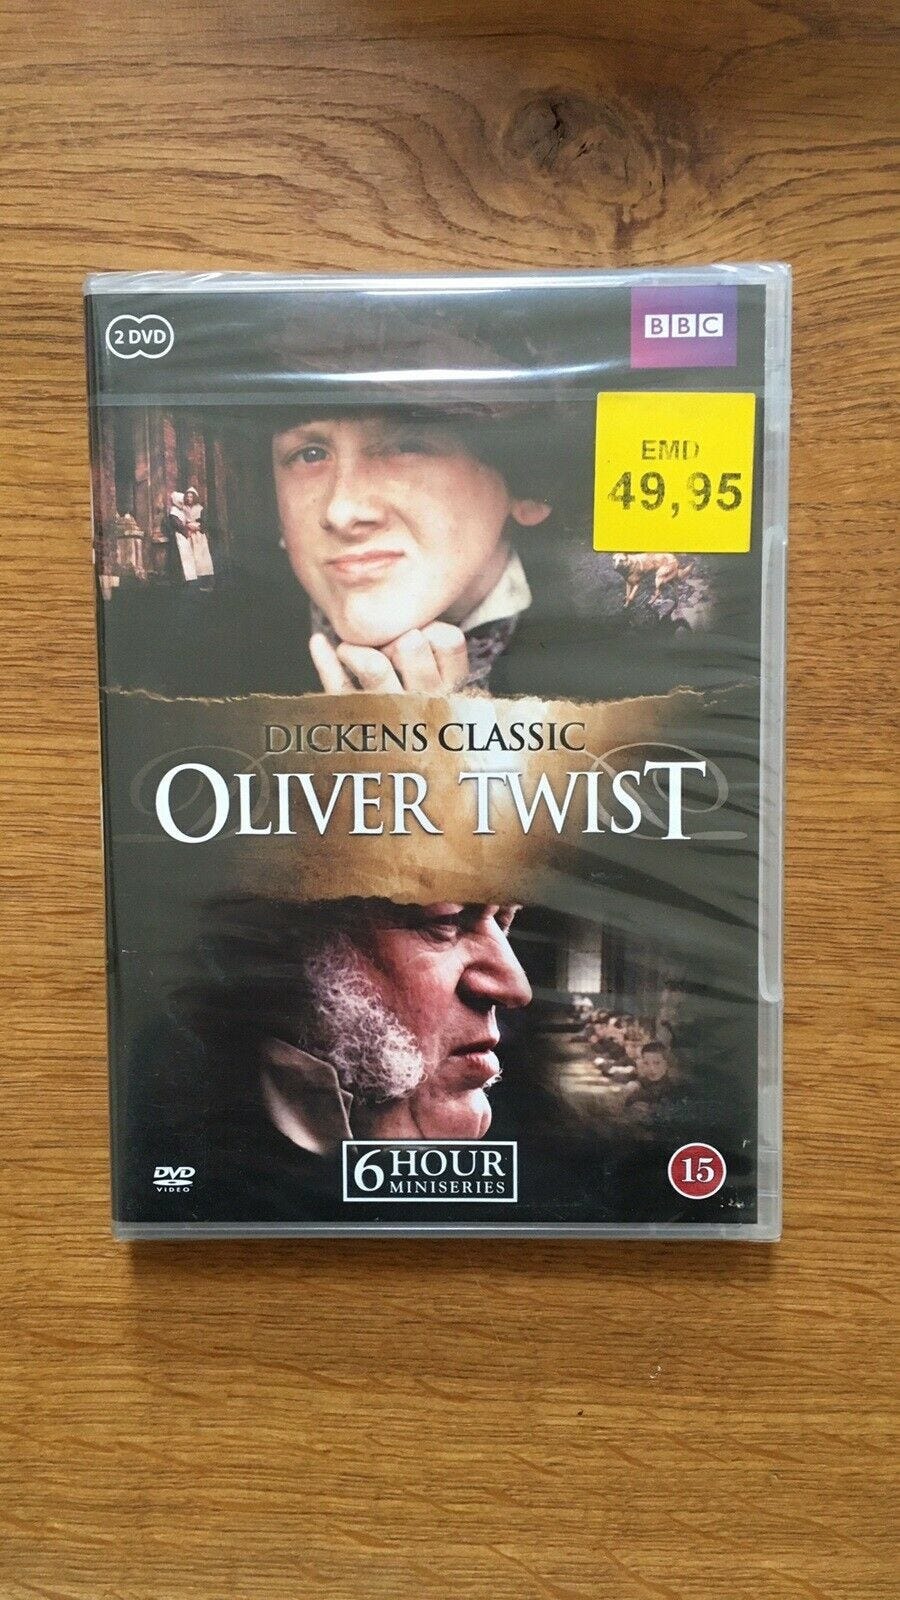 2 DVD
BBC
EMD
49,95
DICKENS CLASSIC
OLIVER TWIST
6 HOUR
MINISERIES
DVD
VIDEO
15